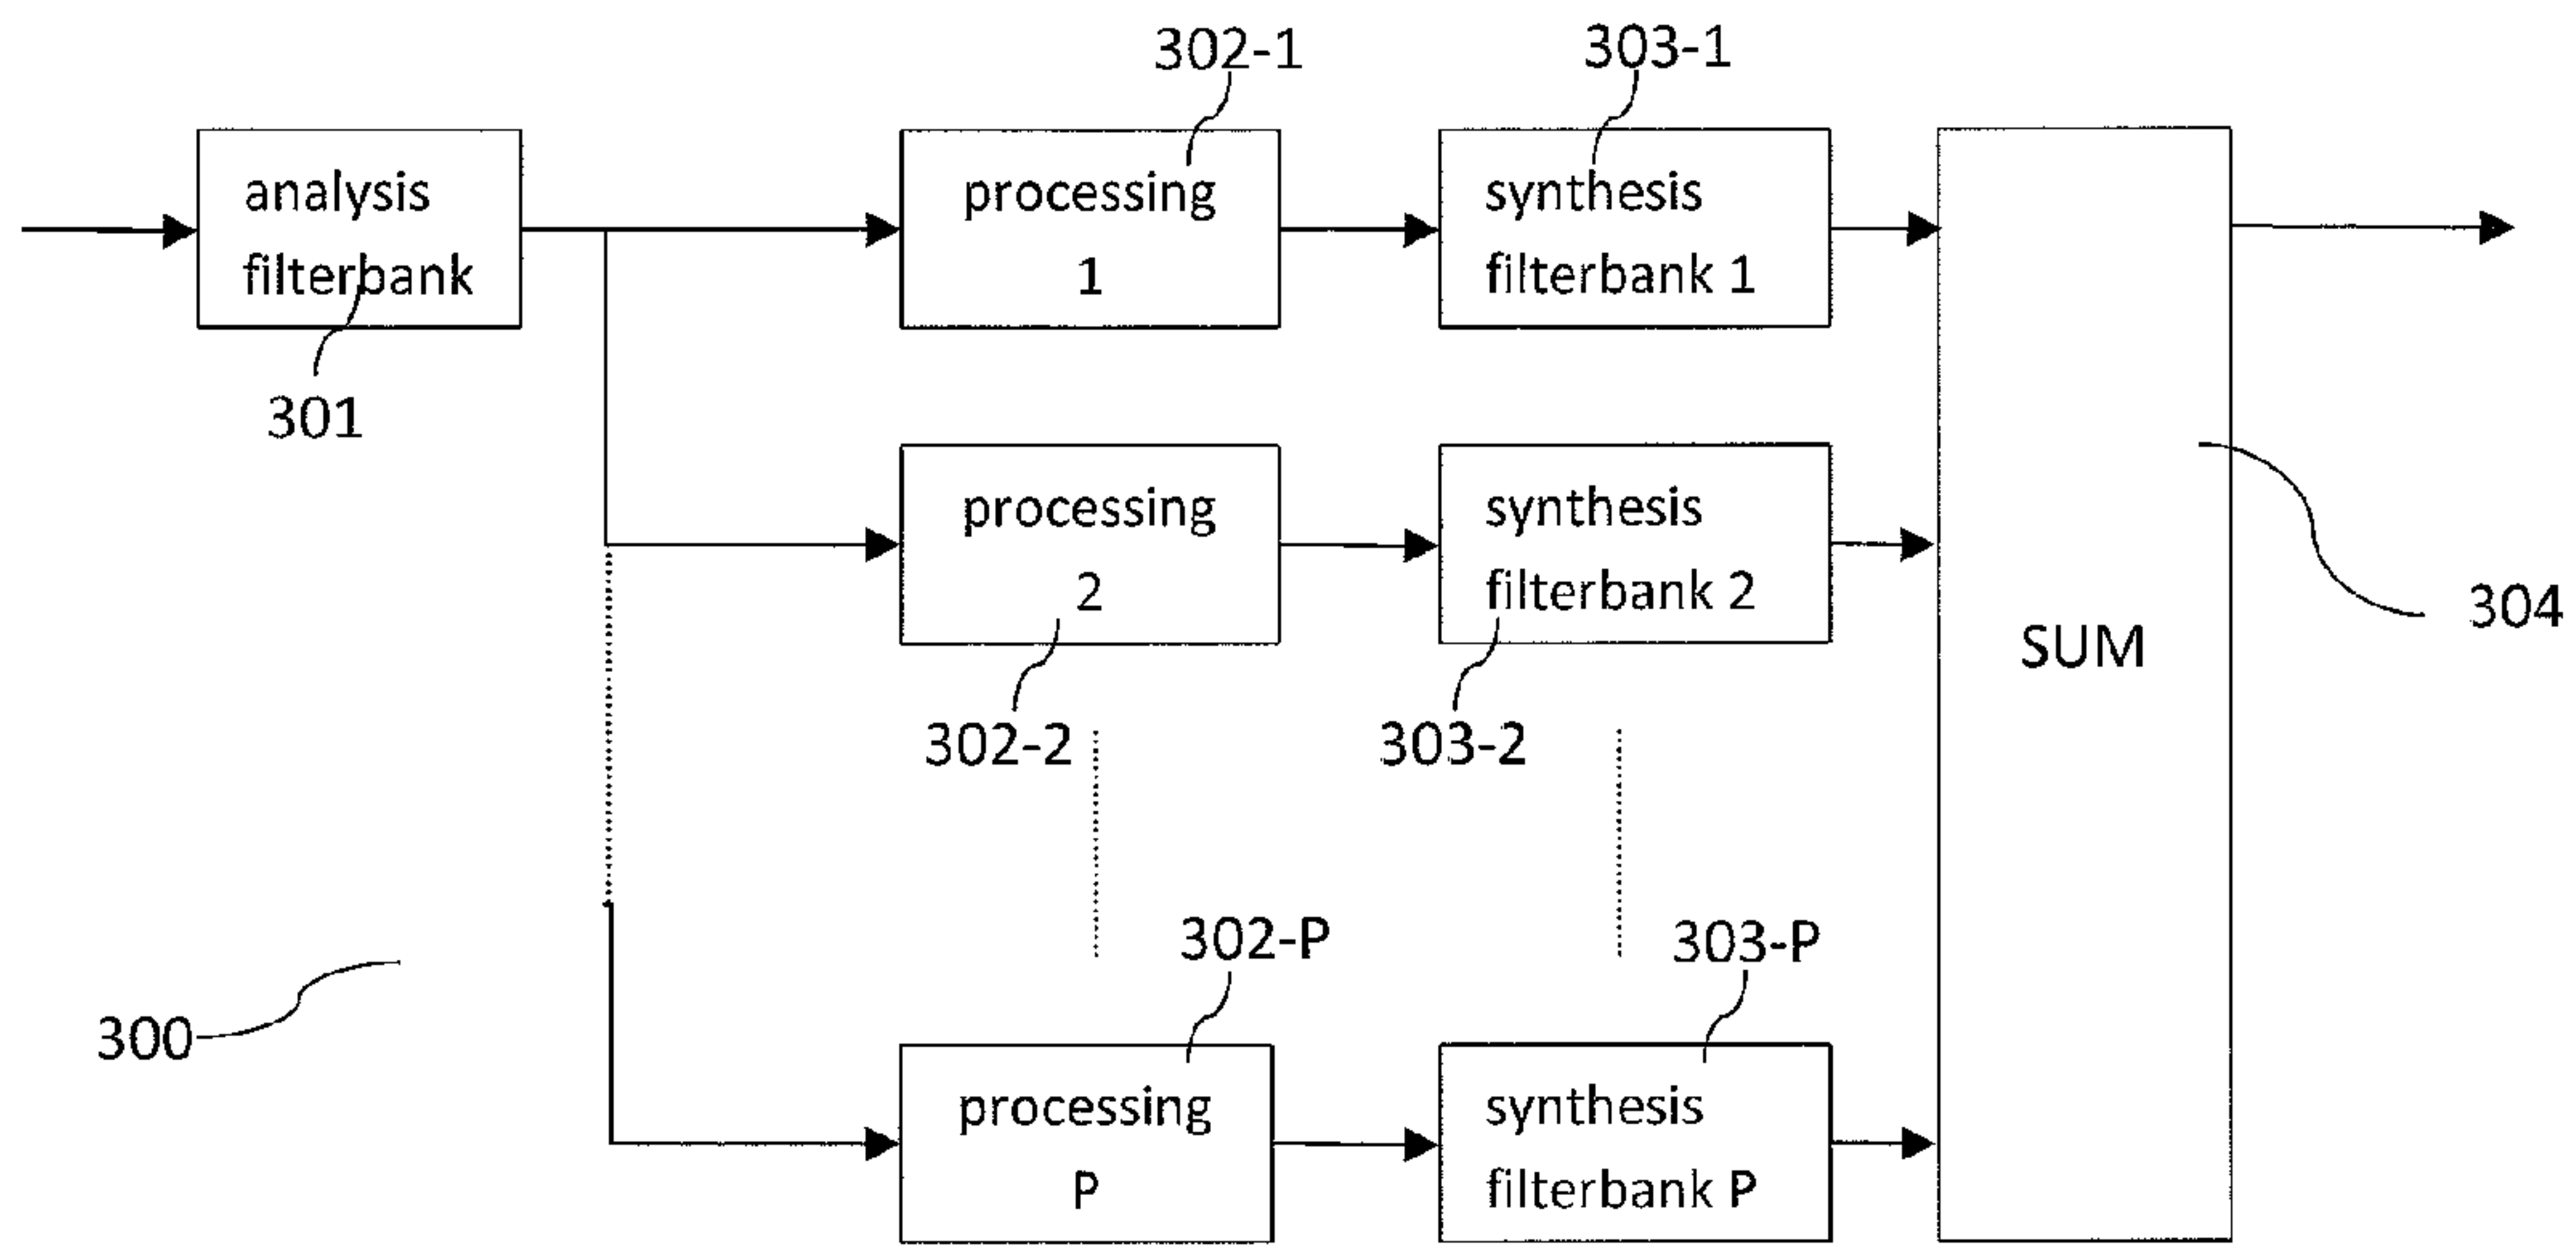 302-1
303-1
analysis
filterbank
301
processing
1
synthesis
filterbank 1
processing
2
302-2
synthesis
filterbank 2
303-2
SUM
304
302-P
303-P
300
processing
P
synthesis
filterbank P